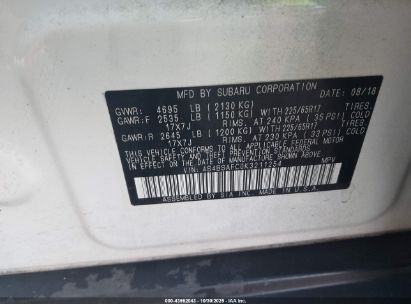 MFD. BY SUBARU CORPORATION DATE: 08/18
GVWR: 4695 LB (2130 KG)
GAWR: F 2535 LB (1150 KG) WITH 225/65R17 TIRES,
17X7J RIMS, AT 240 KPA (35 PSI) COLD
GAWR: R 2645 LB (1200 KG) WITH 225/65R17 TIRES,
17X7J RIMS, AT 230 KPA (33 PSI) COLD
THIS VEHICLE CONFORMS TO ALL APPLICABLE FEDERAL MOTOR
VEHICLE SAFETY AND THEFT PREVENTION STANDARDS
IN EFFECT ON THE DATE OF MANUFACTURE SHOWN ABOVE.
VIN: MPV
ASSEMBLED BY SIA INC. MADE IN U.S.A.